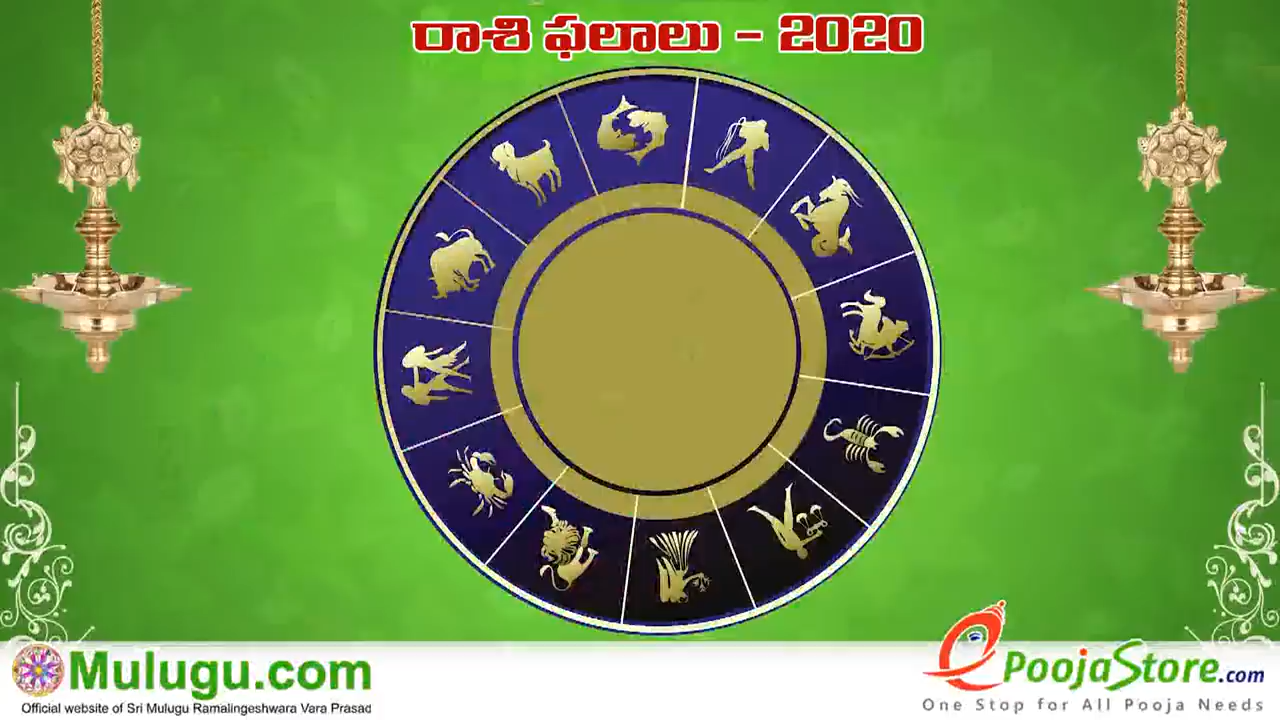 రాశి ఫలాలు - 2020
Mulugu.com
Official website of Sri Mulugu Ramalingeshwara Vara Prasad
ePoojaStore.com
One Stop for All Pooja Needs